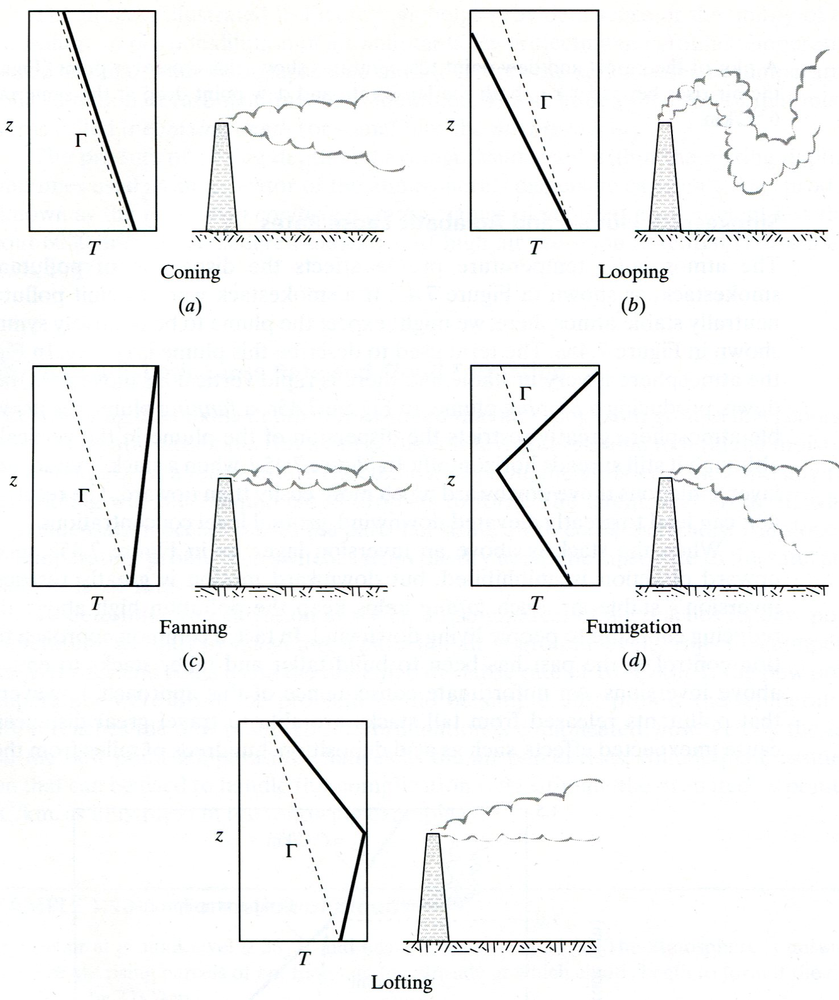 Γ
z
T
Coning
(a)
Γ
z
T
Looping
(b)
Γ
z
T
Fanning
(c)
Γ
z
T
Fumigation
(d)
Γ
z
T
Lofting